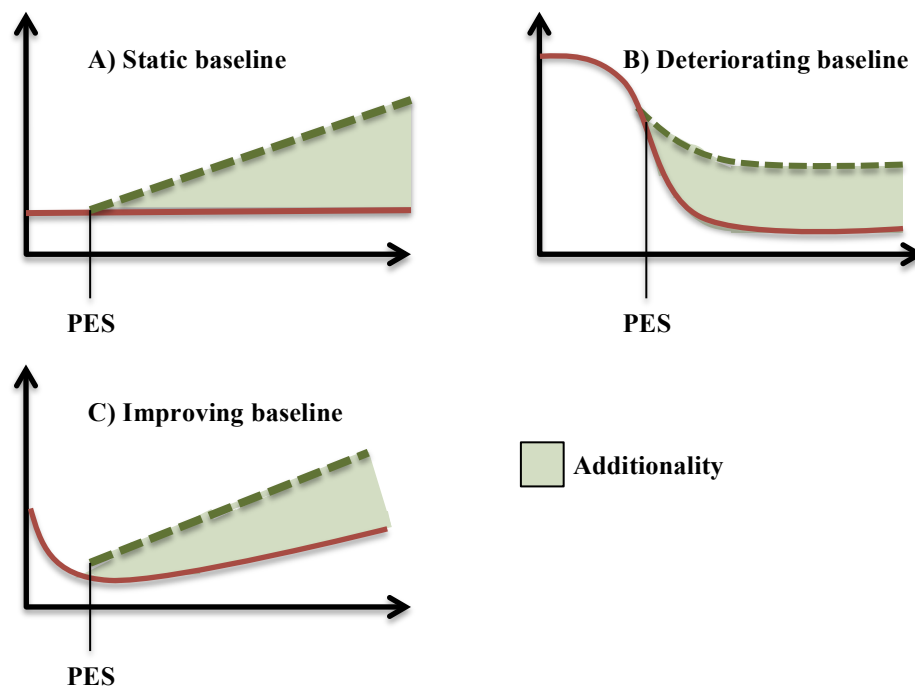 A) Static baseline
B) Deteriorating baseline
PES
PES
C) Improving baseline
Additionality
PES